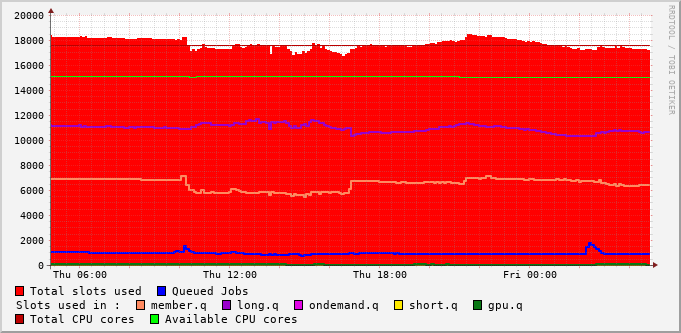 20000
18000
16000
14000
12000
10000
8000
6000
4000
2000
0
Thu 06:00 Thu 12:00 Thu 18:00 Fri 00:00
RRDTOOL / TOBI OETIKER
Total slots used Queued Jobs
Slots used in : member.q long.q ondemand.q short.q gpu.q
Total CPU cores Available CPU cores